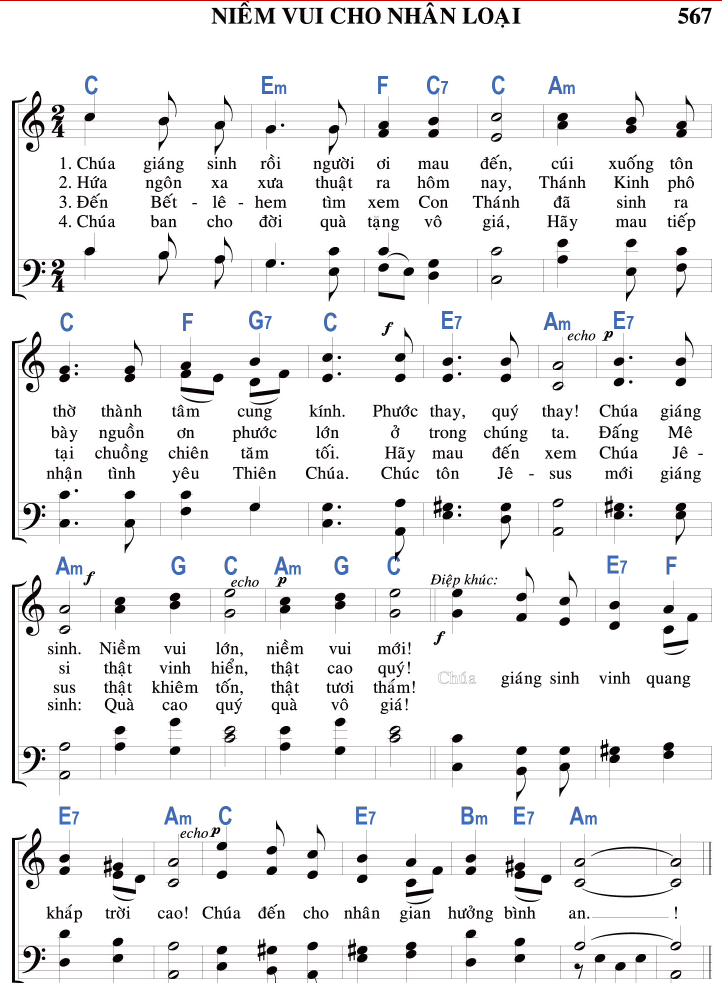 NIỀM VUI CHO NHÂN LOẠI 567
C Em F C7 C Am
2 4
1. Chúa giáng sinh rồi người ơi mau đến, cúi xuống tôn
2. Hứa ngôn xa xưa thuật ra hôm nay, Thánh Kinh phô
3. Đến Bết - lê - hem tìm xem Con Thánh đã sinh ra
4. Chúa ban cho đời quà tặng vô giá, Hãy mau tiếp
2 4
C F G7 C f E7 Am echo p E7
thờ thành tâm cung kính. Phước thay, quý thay! Chúa giáng
bày nguồn ơn phước lớn ở trong chúng ta. Đấng Mê
tại chuồng chiên tăm tối. Hãy mau đến xem Chúa Jê -
nhận tình yêu Thiên Chúa. Chúc tôn Jê - sus mới giáng
Am f G C echo Am p G C Điệp khúc: E7 F
f
sinh. Niềm vui lớn, niềm vui mới!
si thật vinh hiển, thật cao quý!
Chúa giáng sinh vinh quang
sus thật khiêm tốn, thật tươi thắm!
sinh: Quà cao quý quà vô giá!
E7 Am echo p C E7 Bm E7 Am
khắp trời cao! Chúa đến cho nhân gian hưởng bình an. !